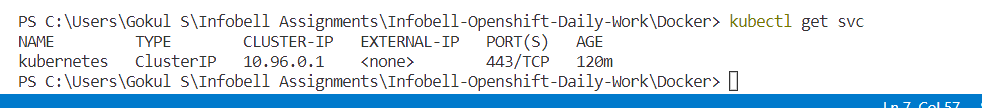 PS C:\Users\Gokul S\Infobell Assignments\Infobell-Openshift-Daily-Work\Docker> kubectl get svc
NAME TYPE CLUSTER-IP EXTERNAL-IP PORT(S) AGE
kubernetes ClusterIP 10.96.0.1 <none> 443/TCP 120m
PS C:\Users\Gokul S\Infobell Assignments\Infobell-Openshift-Daily-Work\Docker>
Ln 7, Col 57